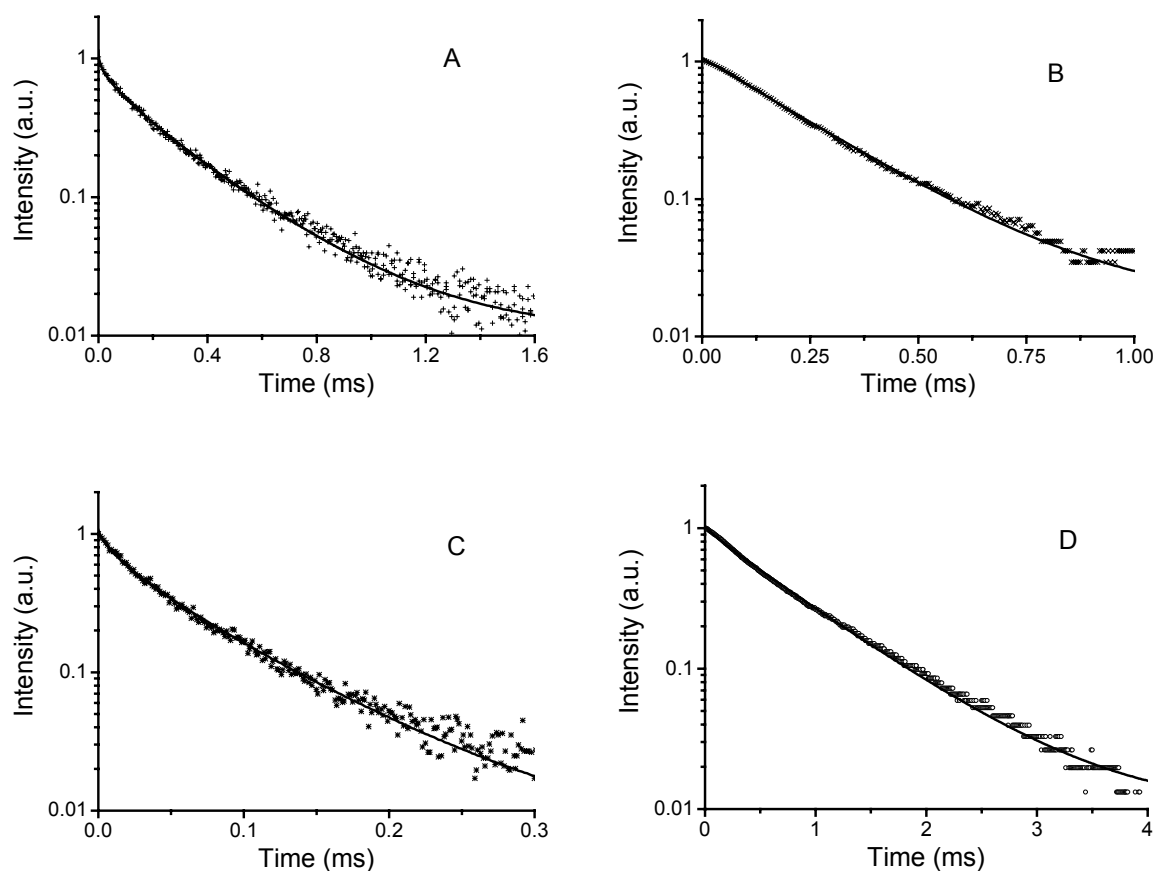 A
Intensity (a.u.)
1
0.1
0.01
0.0 0.4 0.8 1.2 1.6
Time (ms)
B
Intensity (a.u.)
1
0.1
0.01
0.00 0.25 0.50 0.75 1.00
Time (ms)
C
Intensity (a.u.)
1
0.1
0.01
0.0 0.1 0.2 0.3
Time (ms)
D
Intensity (a.u.)
1
0.1
0.01
0 1 2 3 4
Time (ms)